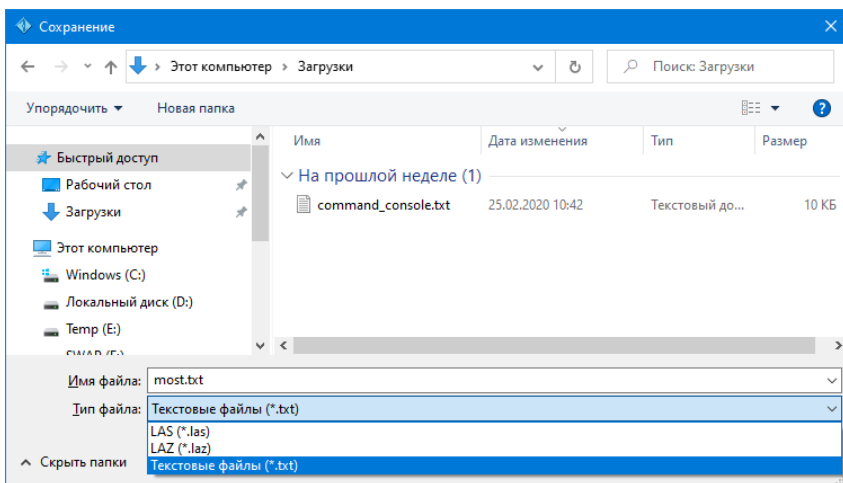 Сохранение
Этот компьютер › Загрузки
Поиск: Загрузки
Упорядочить
Новая папка
Имя
Дата изменения
Тип
Размер
Быстрый доступ
Рабочий стол
Загрузки
Этот компьютер
Windows (C:)
Локальный диск (D:)
Temp (E:)
На прошлой неделе (1)
command_console.txt 25.02.2020 10:42 Текстовый до... 10 КБ
Имя файла: most.txt
Тип файла: Текстовые файлы (*.txt)
LAS (*.las)
LAZ (*.laz)
Текстовые файлы (*.txt)
Скрыть папки